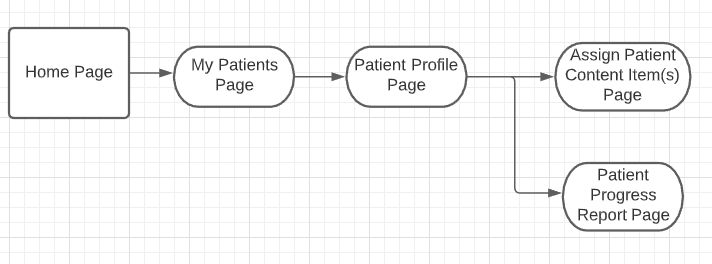 Home Page
My Patients
Page
Patient Profile
Page
Assign Patient
Content Item(s)
Page
Patient
Progress
Report Page